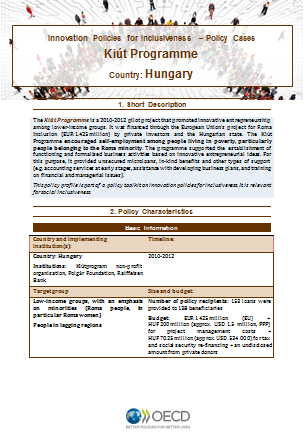 Innovation Policies for Inclusiveness – Policy Cases
Kiút Programme
Country: Hungary
1. Short Description
The Kiút Programme is a 2010-2012 pilot project that promoted innovative entrepreneurship
among lower-income groups. It was financed through the European Union's project for Roma
Inclusion (EUR 1.425 million) by private investors and the Hungarian state. The Kiút
Programme encouraged self-employment among people living in poverty, particularly
people belonging to the Roma minority. The programme supported the establishment of
functioning and formalised business activities based on innovative entrepreneurial ideas. For
this purpose, it provided unsecured microloans, in-kind benefits and other types of support
(e.g. accounting services at early stages, assistance with developing business plans, and training
on financial and managerial issues).
This policy profile is part of a policy toolkit on innovation policies for inclusiveness. It is relevant
for social inclusiveness
2. Policy Characteristics
Basic Information
Country and implementing
institution(s):
Timeline:
Country: Hungary
2010-2012
Institutions: Kiútprogram non-profit
organisation, Polgár Foundation, Raiffeisen
Bank
Target group
Size and budget:
Low-income groups, with an emphasis
on minorities (Roma people, in
particular Roma women)
People in lagging regions
Number of policy recipients: 153 loans were
provided to 138 beneficiaries
Budget: EUR 1.425 million (EU) +
HUF 200 million (approx. USD 1.5 million, PPP)
for project management costs +
HUF 70.25 million (approx. USD 534 000) for tax
and social security re-financing + an undisclosed
amount from private donors
OECD
BETTER POLICIES FOR BETTER LIVES